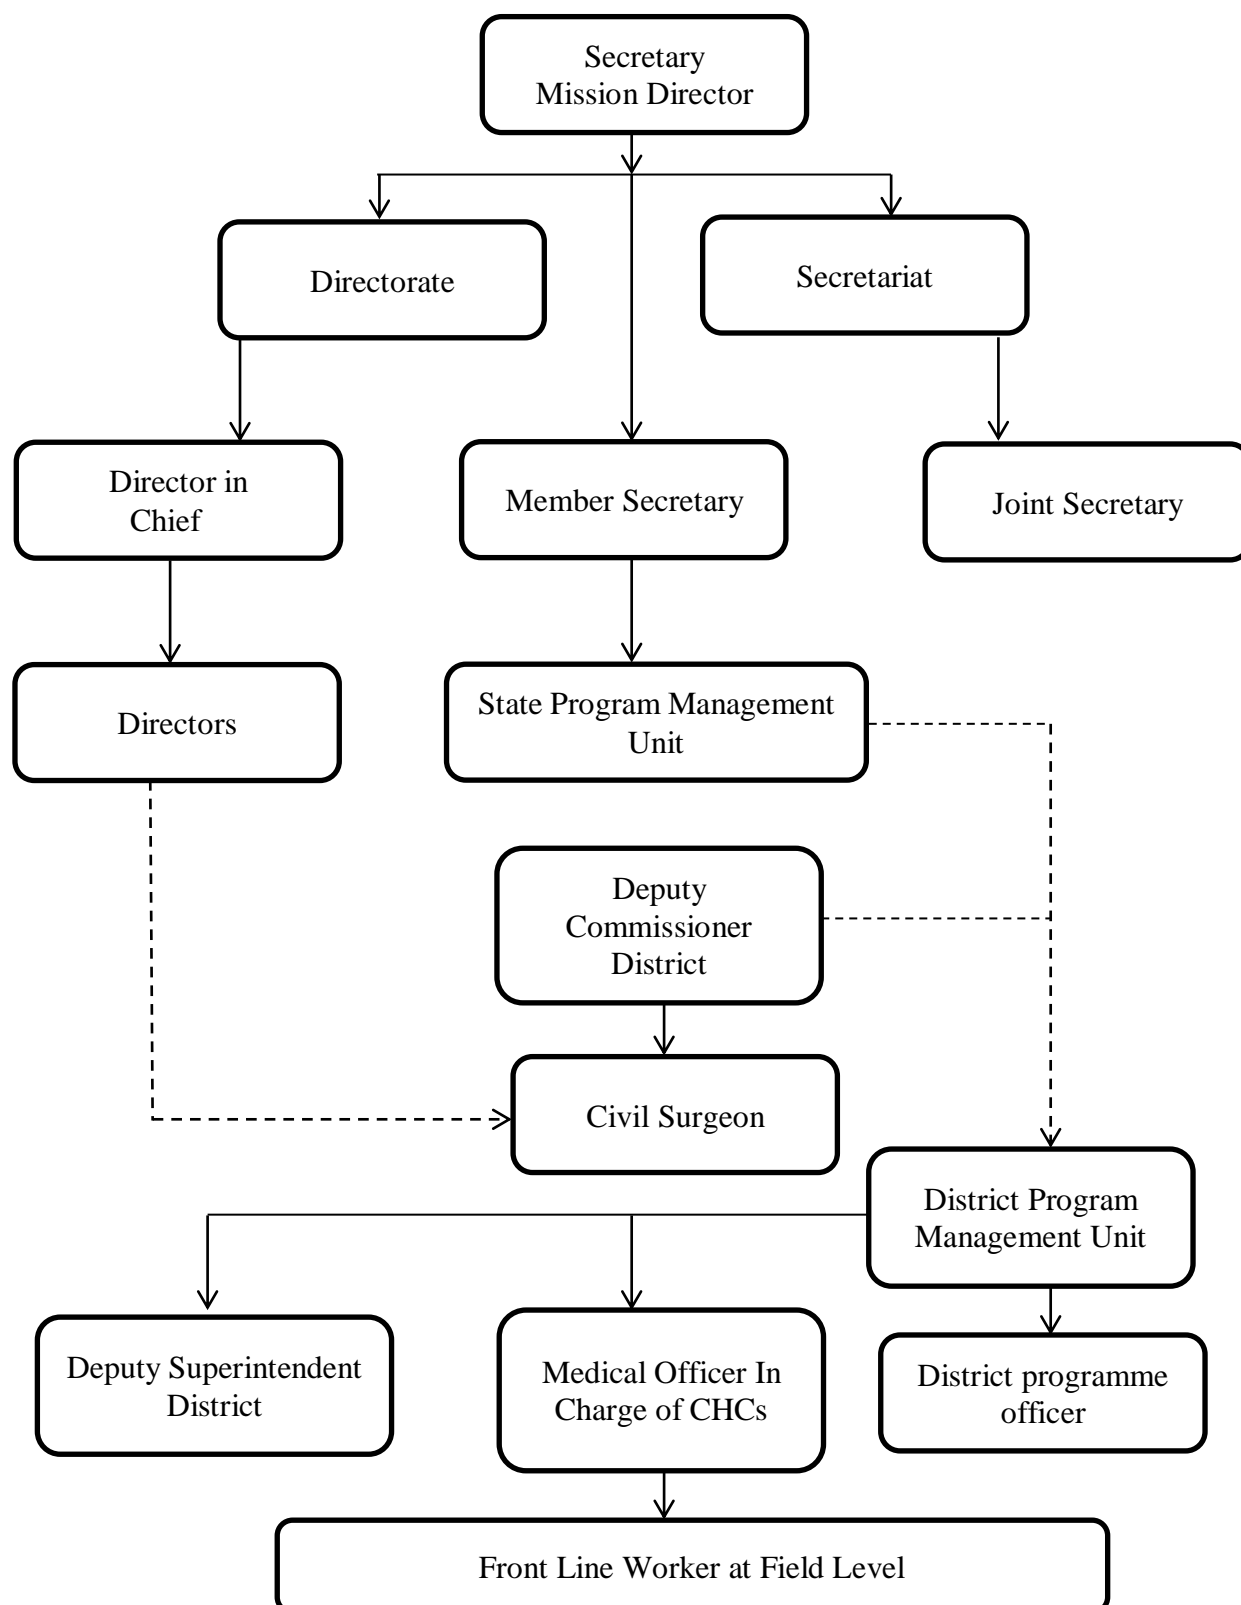 Secretary
Mission Director
Directorate
Secretariat
Director in
Chief
Member Secretary
Joint Secretary
Directors
State Program Management
Unit
Deputy
Commissioner
District
Civil Surgeon
District Program
Management Unit
Deputy Superintendent
District
Medical Officer In
Charge of CHCs
District programme
officer
Front Line Worker at Field Level